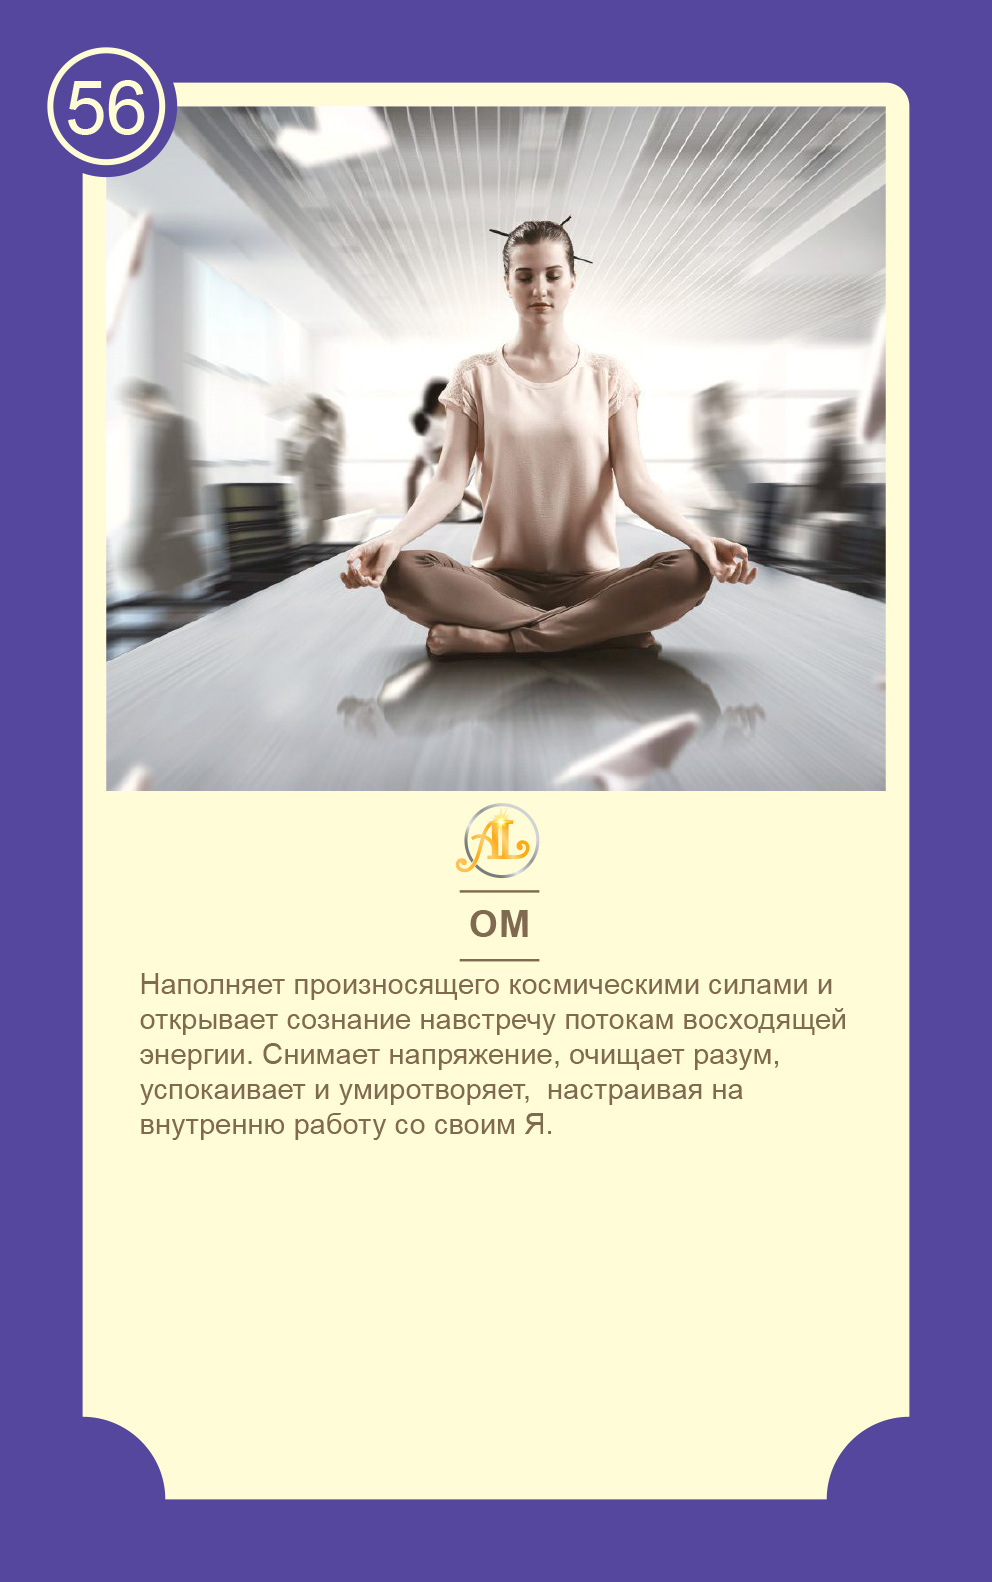 56
AL
ОМ
Наполняет произносящего космическими силами и
открывает сознание навстречу потокам восходящей
энергии. Снимает напряжение, очищает разум,
успокаивает и умиротворяет,  настраивая на
внутренню работу со своим Я.